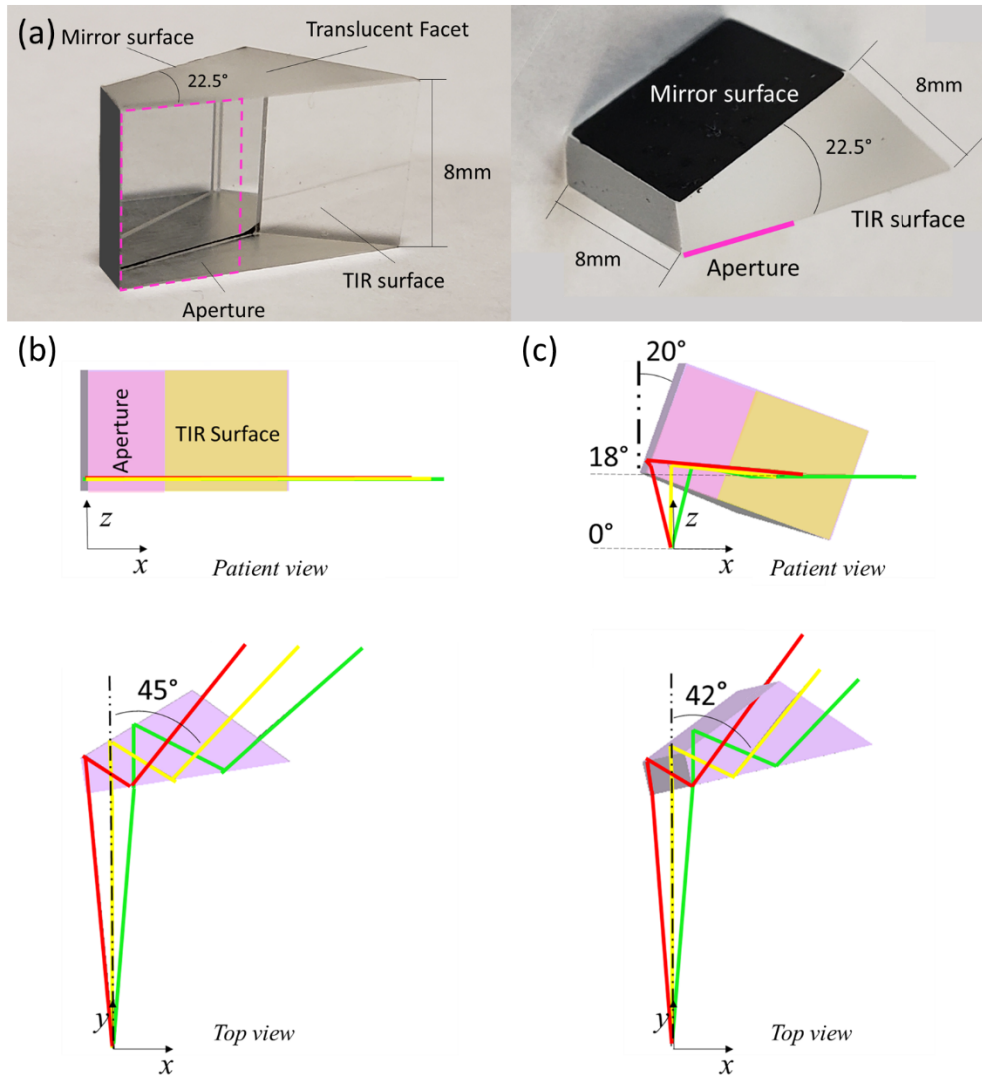 (a)
Mirror surface
Translucent Facet
22.5°
8mm
TIR surface
Aperture
Mirror surface
8mm
22.5°
TIR surface
8mm
Aperture
(b)
Aperture
TIR Surface
z
x
Patient view
45°
y
x
Top view
(c)
20°
18°
0°
z
x
Patient view
42°
y
x
Top view